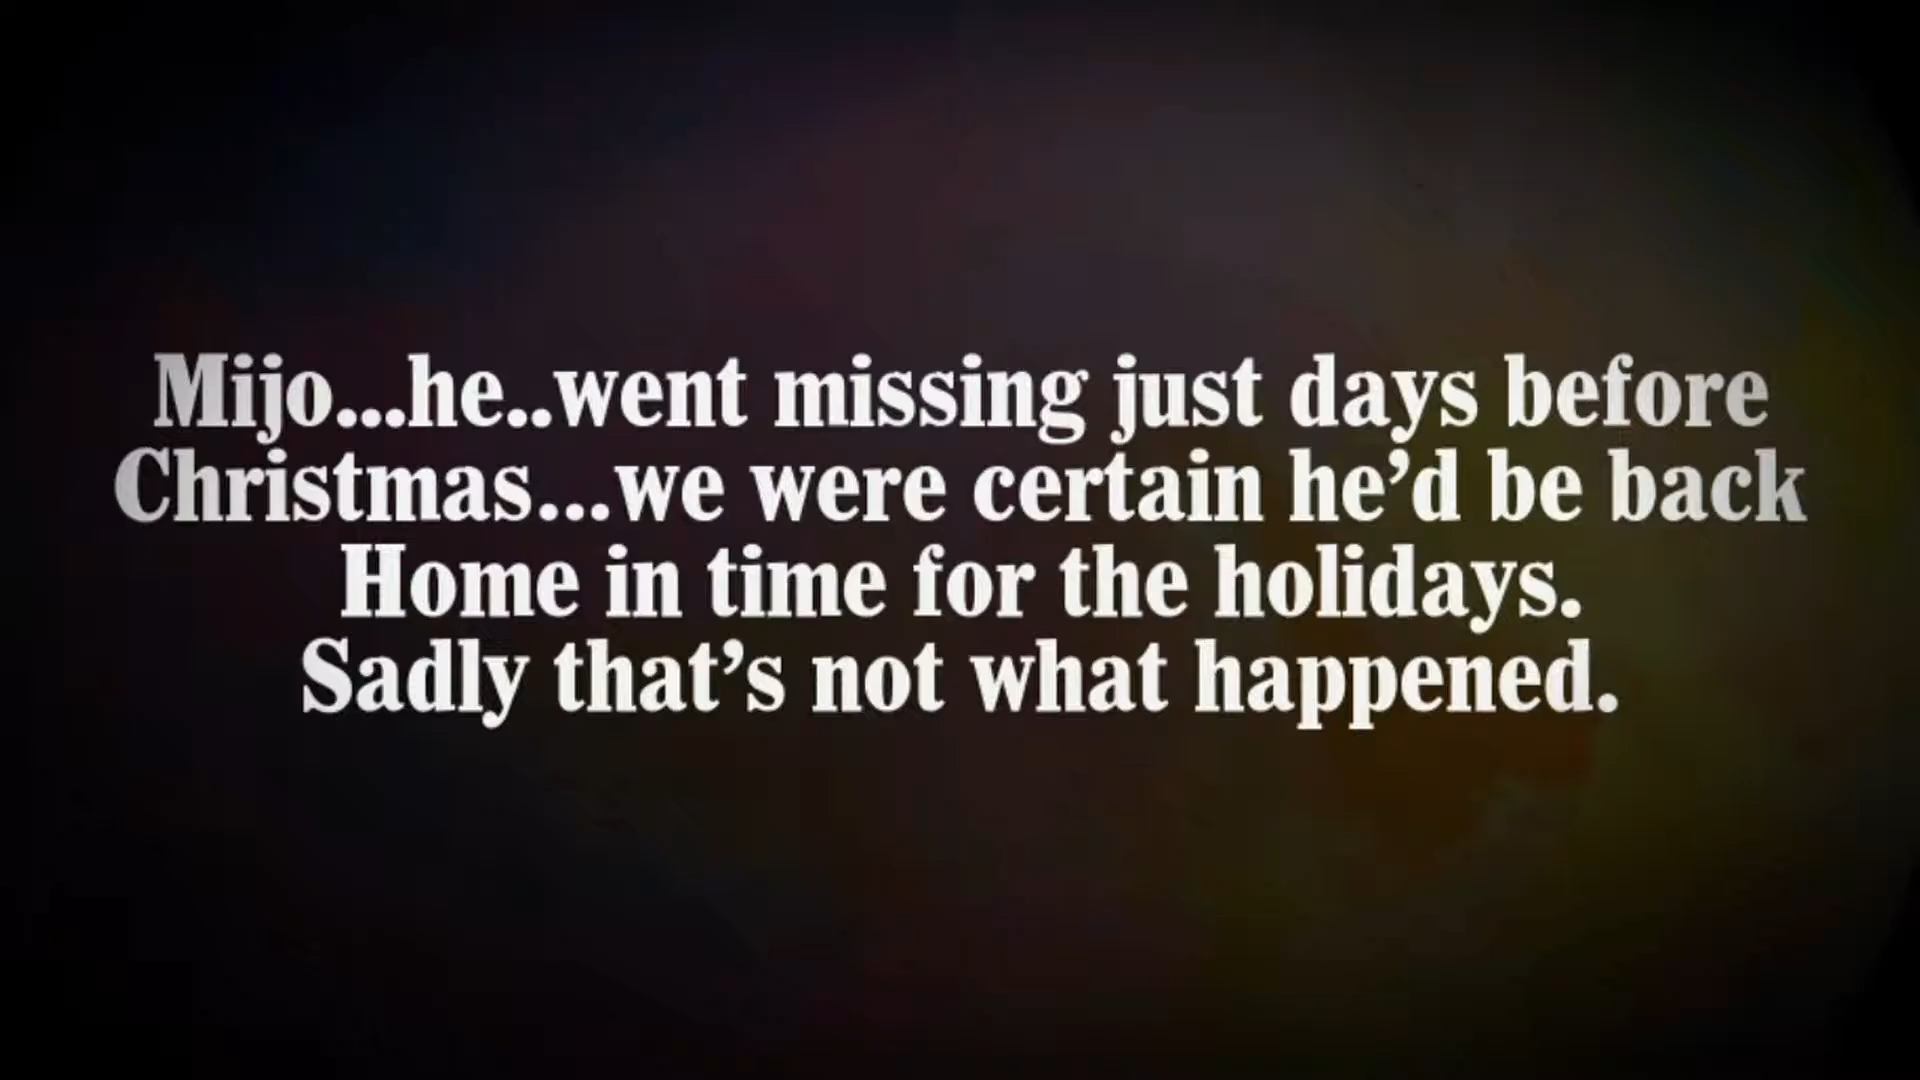 Mijo...he..went missing just days before
Christmas...we were certain he’d be back
Home in time for the holidays.
Sadly that’s not what happened.